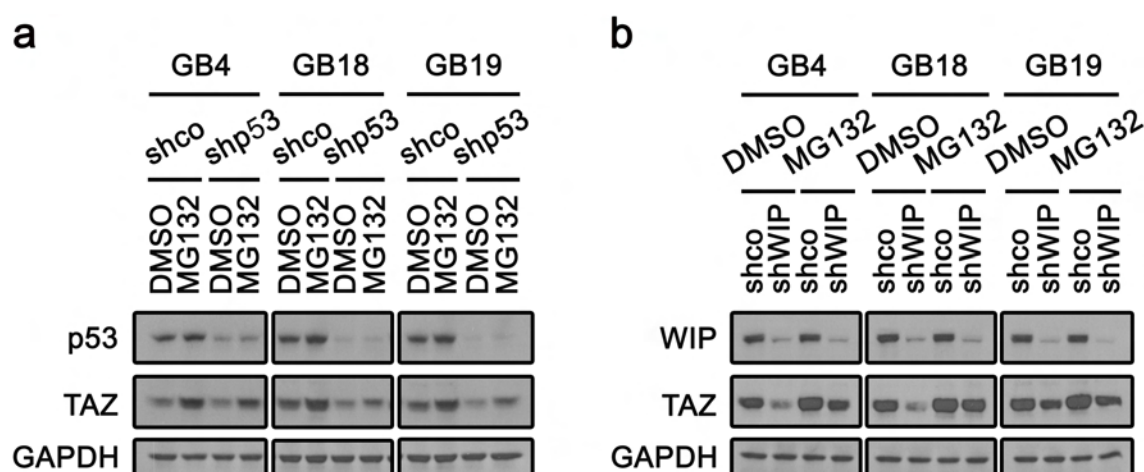 a
GB4 GB18 GB19
shco shp53 shco shp53 shco shp53
DMSO MG132 DMSO MG132 DMSO MG132 DMSO MG132 DMSO MG132 DMSO MG132
p53
TAZ
GAPDH
b
GB4 GB18 GB19
DMSO MG132 DMSO MG132 DMSO MG132
shco shWIP shco shWIP shco shWIP shco shWIP shco shWIP shco shWIP
WIP
TAZ
GAPDH